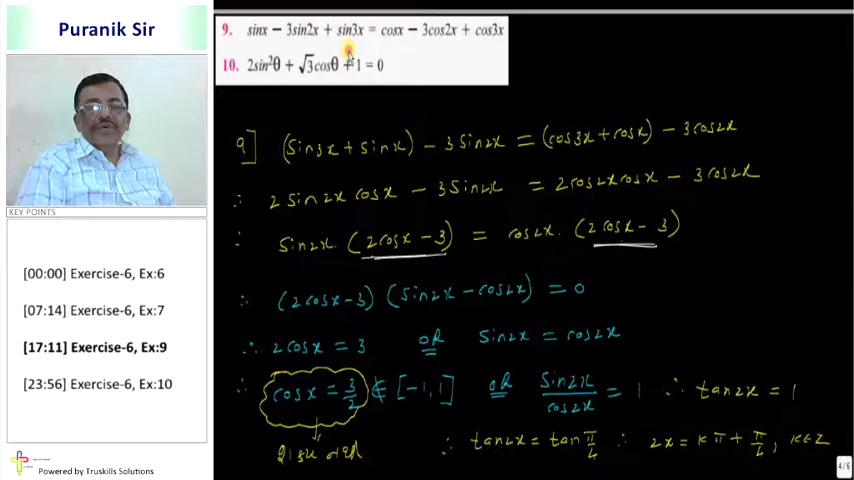 Puranik Sir
9. sinx − 3sin2x + sin3x = cosx − 3cos2x + cos3x
10. 2sin²θ + √3cosθ + 1 = 0
9] (sin3x + sinx) − 3sin2x = (cos3x + cosx) − 3cos2x
∴ 2sin2x cosx − 3sin2x = 2cos2x cosx − 3cos2x
KEY POINTS
∴ sin2x · (2cosx − 3) = cos2x · (2cosx − 3)
[00:00] Exercise-6, Ex:6
∴ (2cosx − 3) (sin2x − cos2x) = 0
[07:14] Exercise-6, Ex:7
∴ 2cosx = 3 OR sin2x = cos2x
[17:11] Exercise-6, Ex:9
∴ cosx = 3/2 ∉ [−1, 1] OR sin2x/cos2x = 1 ∴ tan2x = 1
[23:56] Exercise-6, Ex:10
∴ tan2x = tan π/4 ∴ 2x = kπ + π/4, k∈Z
Powered by Truskills Solutions
4/6